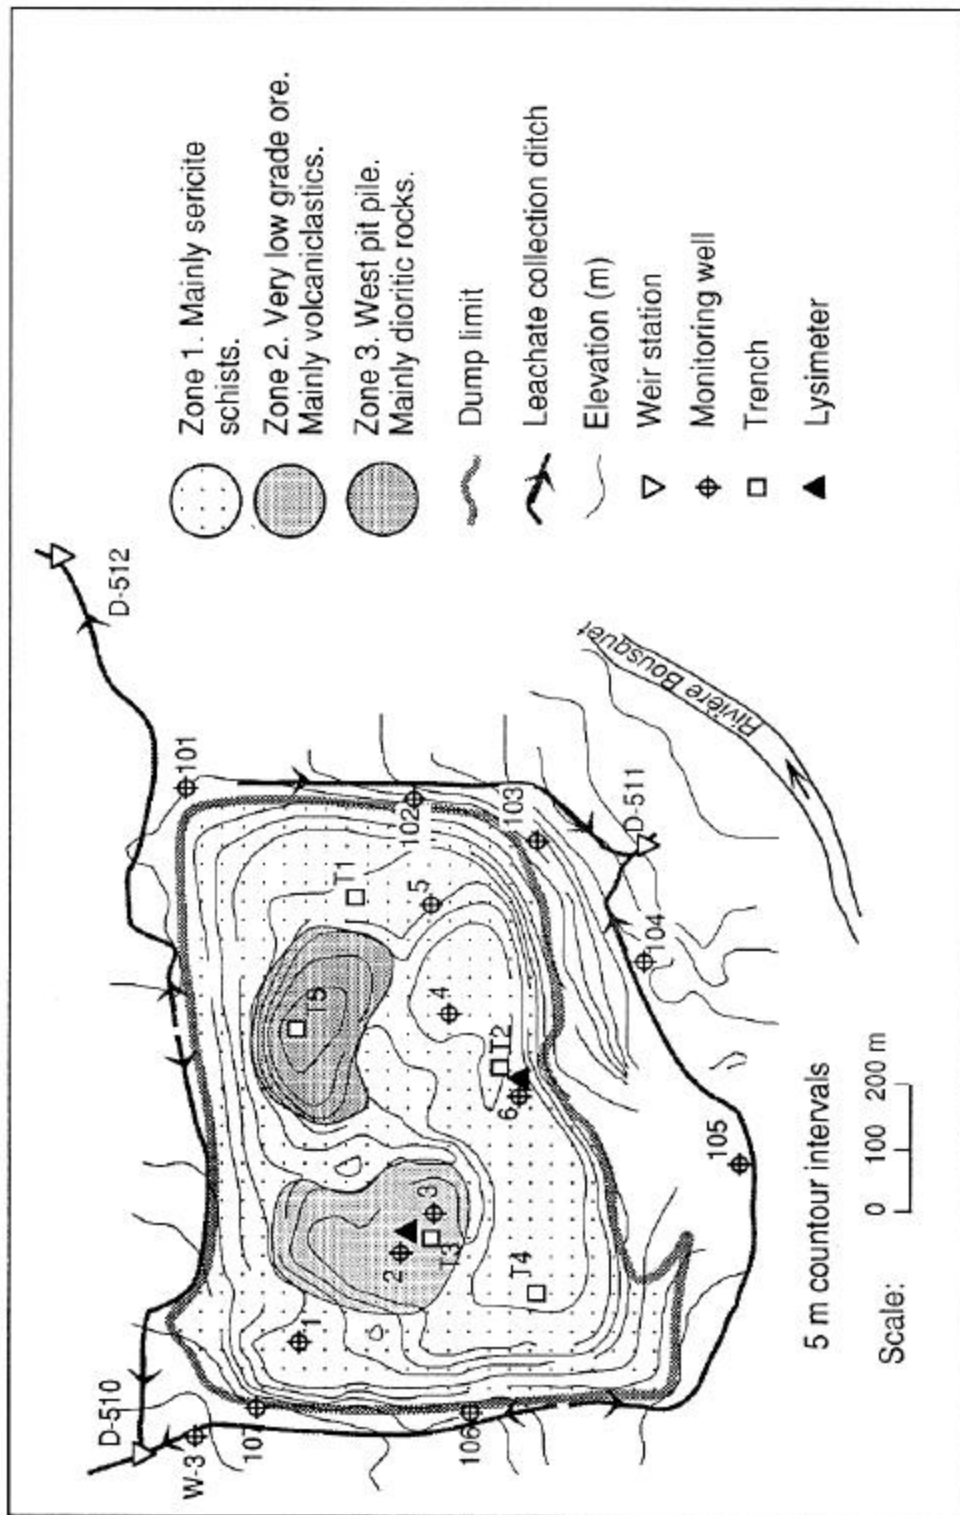 D-510
W-3
107
106
1
2
3
T3
T4
105
T5
T1
4
5
6
T2
101
102
103
104
D-511
D-512
Rivière Bousquet
5 m countour intervals
Scale:
0 100 200 m
Zone 1. Mainly sericite
schists.
Zone 2. Very low grade ore.
Mainly volcaniclastics.
Zone 3. West pit pile.
Mainly dioritic rocks.
Dump limit
Leachate collection ditch
Elevation (m)
Weir station
Monitoring well
Trench
Lysimeter